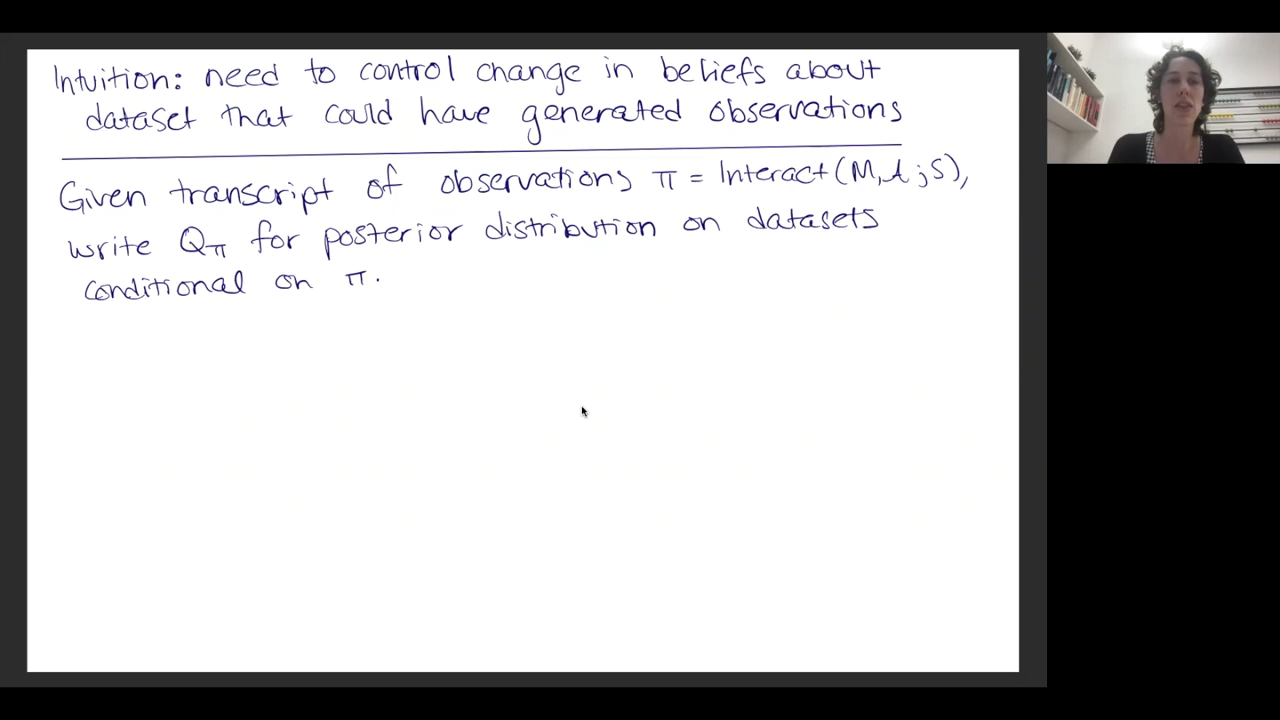 Intuition: need to control change in beliefs about
dataset that could have generated observations
Given transcript of observations π = Interact(M, A; S),
write Qπ for posterior distribution on datasets
conditional on π.